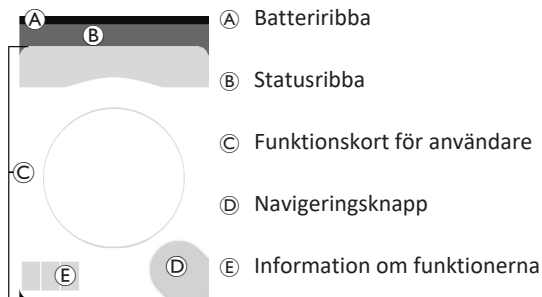 Ⓐ Ⓐ Batteriribba
Ⓑ
Ⓑ Statusribba
Ⓒ Funktionskort för användare
Ⓒ
Ⓓ Navigeringsknapp
Ⓔ Ⓓ Ⓔ Information om funktionerna